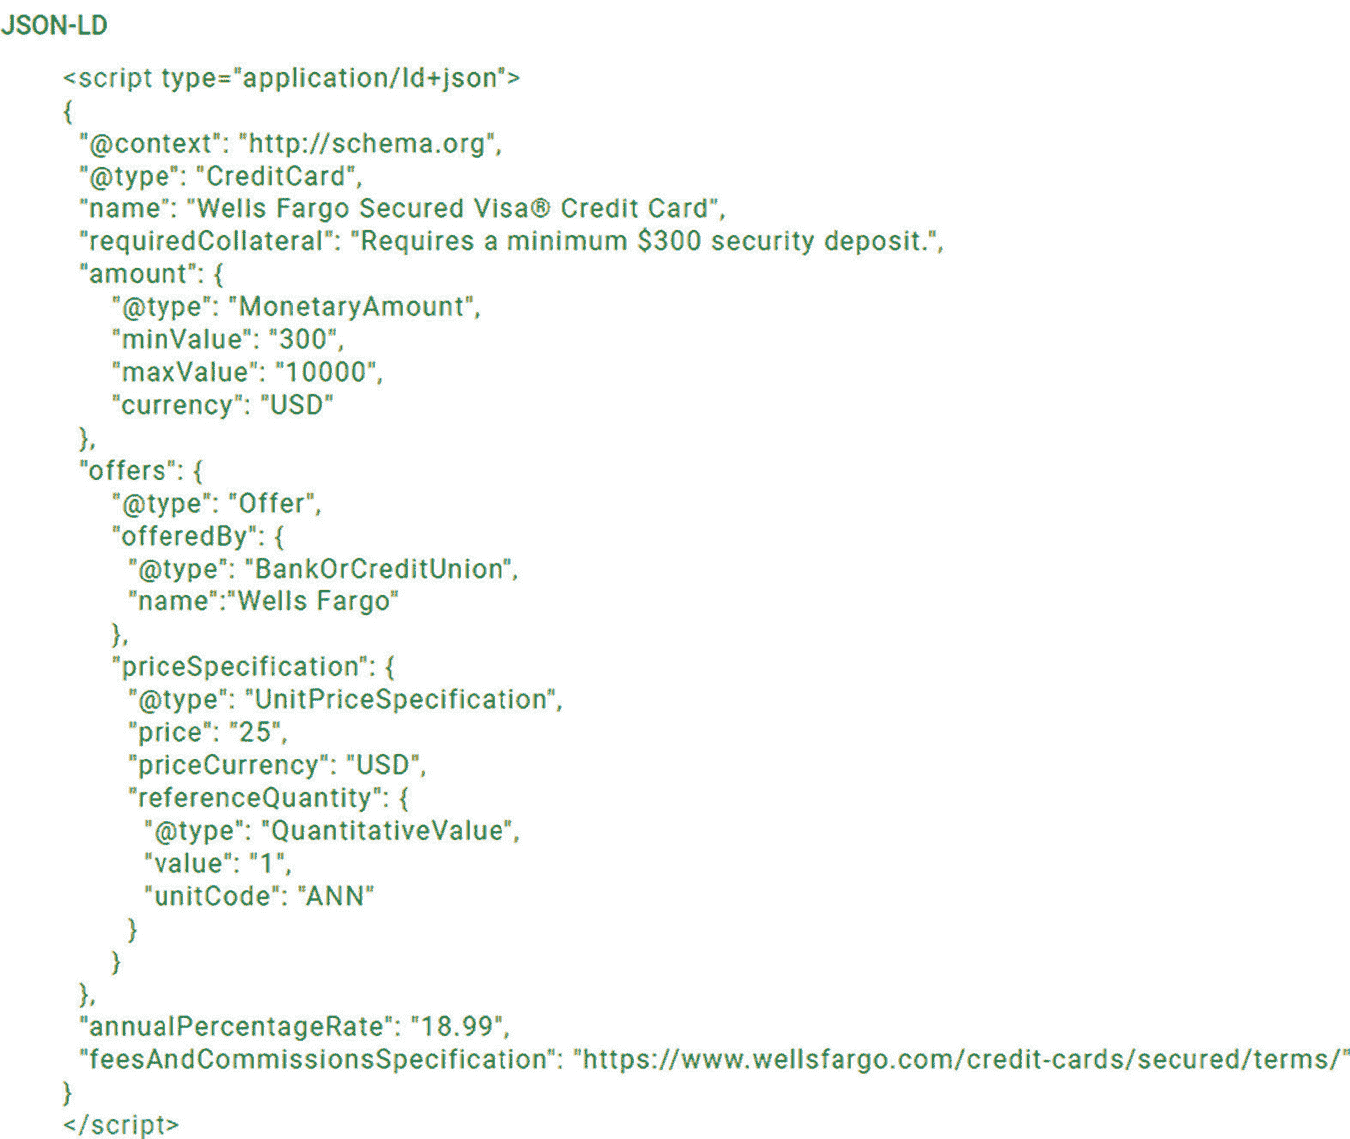 JSON-LD
<script type="application/ld+json">
{
"@context": "http://schema.org",
"@type": "CreditCard",
"name": "Wells Fargo Secured Visa® Credit Card",
"requiredCollateral": "Requires a minimum $300 security deposit.",
"amount": {
"@type": "MonetaryAmount",
"minValue": "300",
"maxValue": "10000",
"currency": "USD"
},
"offers": {
"@type": "Offer",
"offeredBy": {
"@type": "BankOrCreditUnion",
"name":"Wells Fargo"
},
"priceSpecification": {
"@type": "UnitPriceSpecification",
"price": "25",
"priceCurrency": "USD",
"referenceQuantity": {
"@type": "QuantitativeValue",
"value": "1",
"unitCode": "ANN"
}
}
},
"annualPercentageRate": "18.99",
"feesAndCommissionsSpecification": "https://www.wellsfargo.com/credit-cards/secured/terms/"
}
</script>